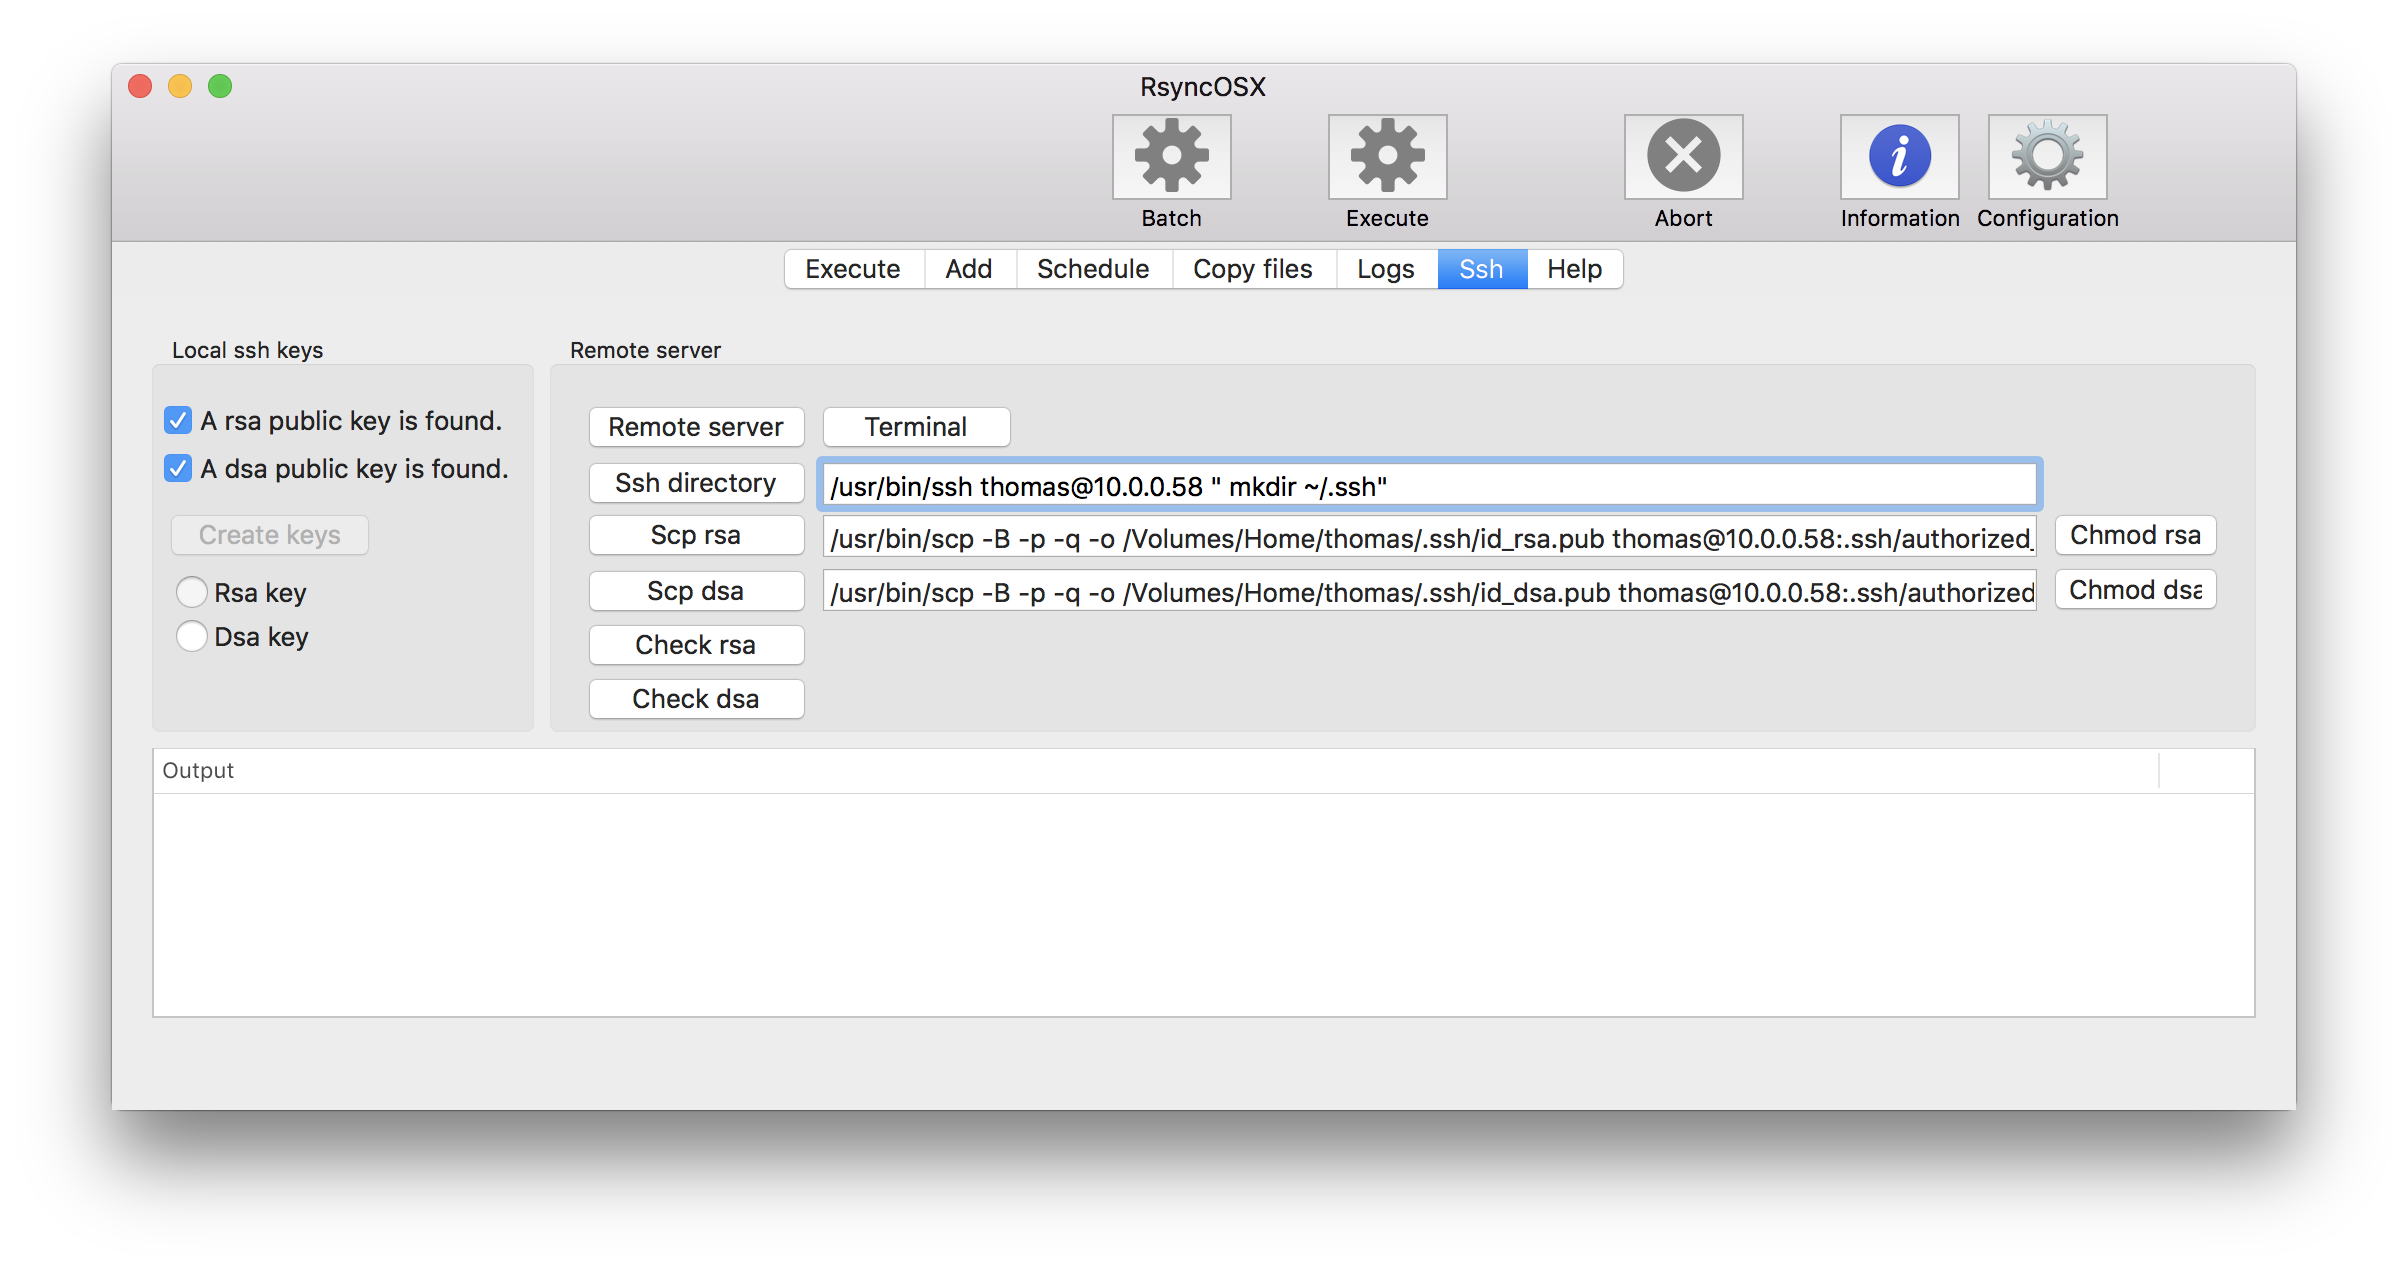 RsyncOSX
Batch
Execute
Abort
Information
Configuration
Execute
Add
Schedule
Copy files
Logs
Ssh
Help
Local ssh keys
A rsa public key is found.
A dsa public key is found.
Create keys
Rsa key
Dsa key
Remote server
Remote server
Terminal
Ssh directory
/usr/bin/ssh thomas@10.0.0.58 " mkdir ~/.ssh"
Scp rsa
/usr/bin/scp -B -p -q -o /Volumes/Home/thomas/.ssh/id_rsa.pub thomas@10.0.0.58:.ssh/authorized_
Chmod rsa
Scp dsa
/usr/bin/scp -B -p -q -o /Volumes/Home/thomas/.ssh/id_dsa.pub thomas@10.0.0.58:.ssh/authorized
Chmod dsa
Check rsa
Check dsa
Output